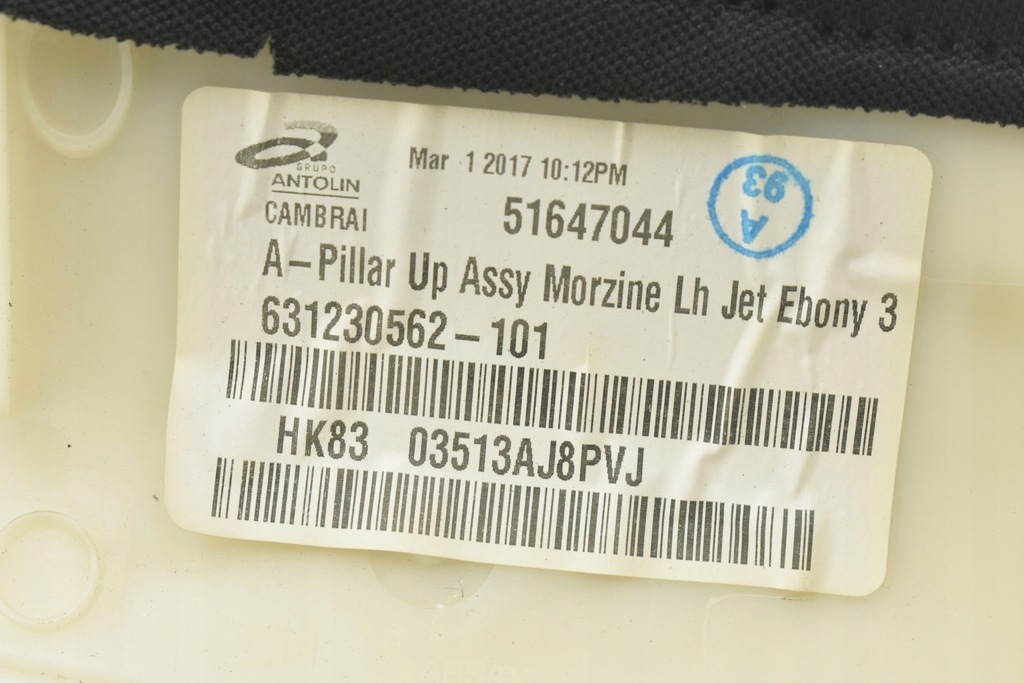 GRUPO
ANTOLIN
CAMBRAI
Mar 1 2017 10:12PM
51647044
A 93
A-Pillar Up Assy Morzine Lh Jet Ebony 3
631230562-101
HK83 03513AJ8PVJ